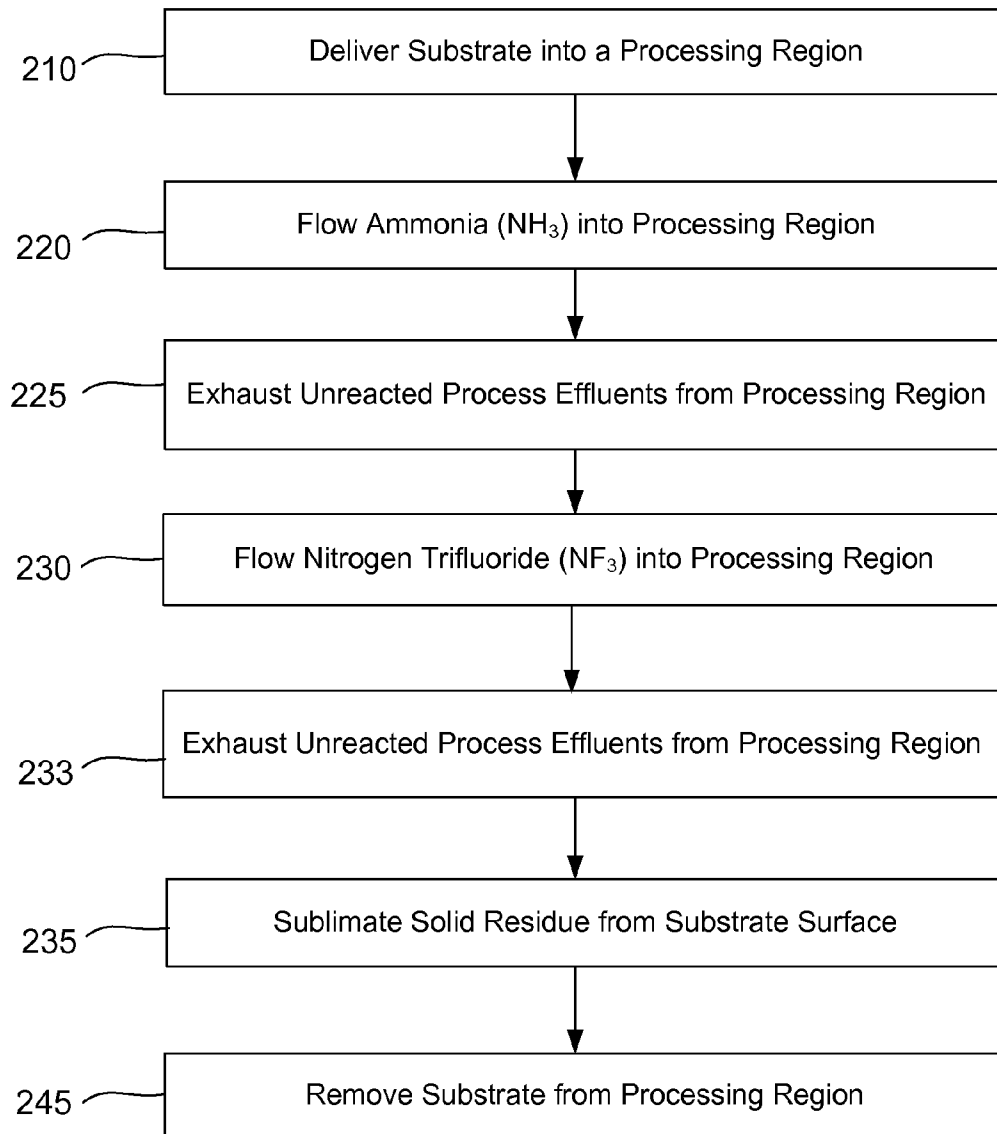 210 Deliver Substrate into a Processing Region
220 Flow Ammonia (NH₃) into Processing Region
225 Exhaust Unreacted Process Effluents from Processing Region
230 Flow Nitrogen Trifluoride (NF₃) into Processing Region
233 Exhaust Unreacted Process Effluents from Processing Region
235 Sublimate Solid Residue from Substrate Surface
245 Remove Substrate from Processing Region